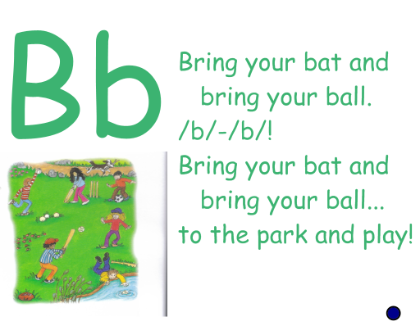 Bb
Bring your bat and
bring your ball.
/b/-/b/!
Bring your bat and
bring your ball...
to the park and play!